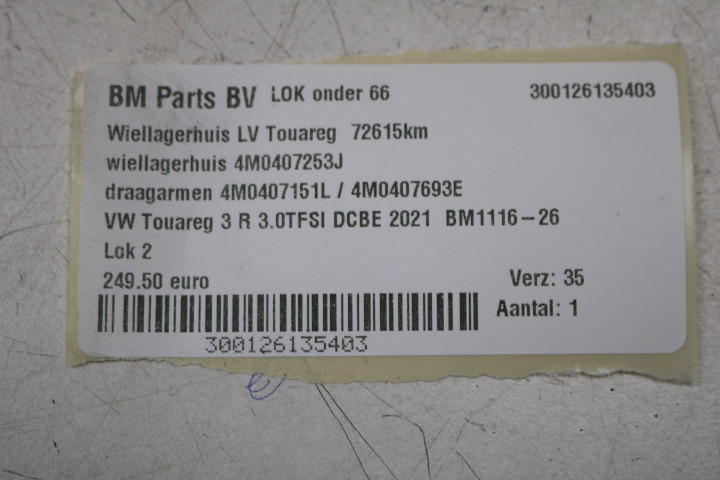 BM Parts BV LOK onder 66 300126135403
Wiellagerhuis LV Touareg 72615km
wiellagerhuis 4M0407253J
draagarmen 4M0407151L / 4M0407693E
VW Touareg 3 R 3.0TFSI DCBE 2021 BM1116-26
Lok 2
249.50 euro Verz: 35
Aantal: 1
300126135403